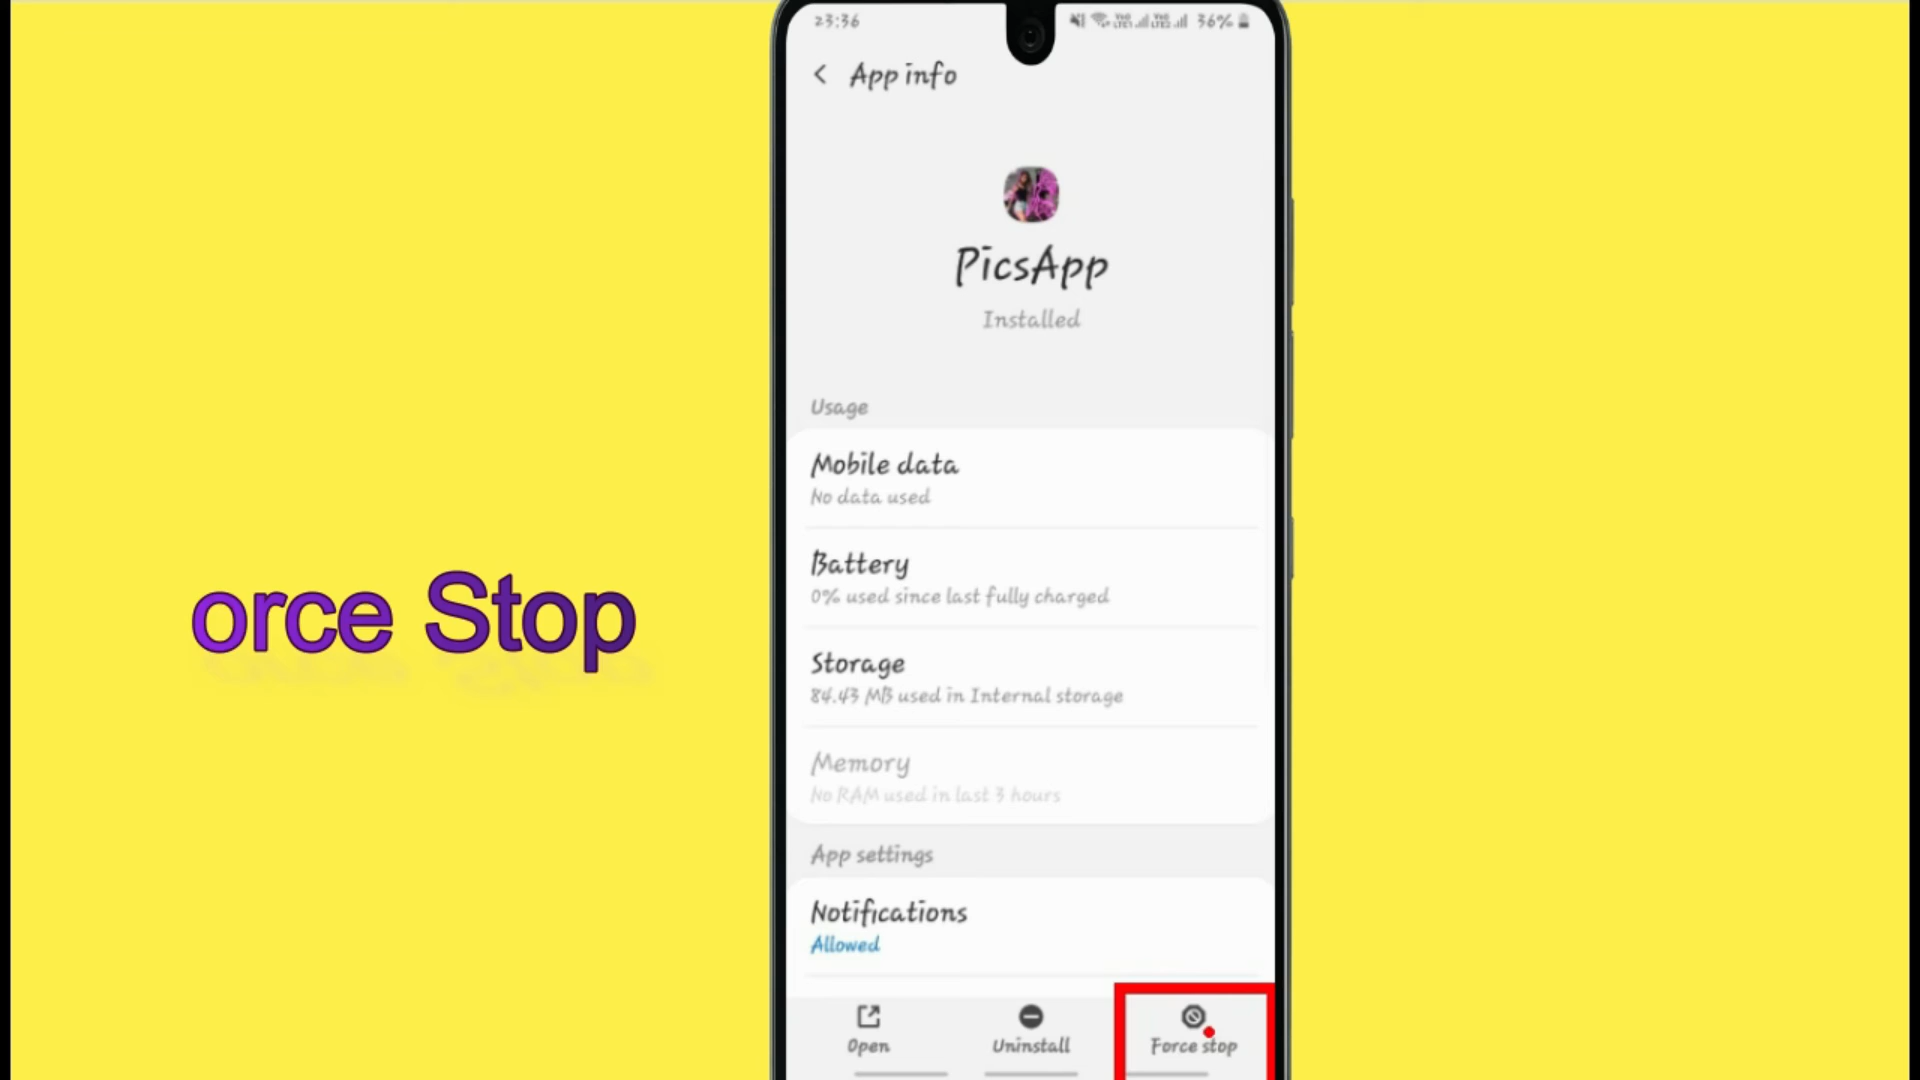 23:36
36%
App info
PicsApp
Installed
Usage
Mobile data
No data used
Battery
0% used since last fully charged
orce Stop
Storage
84.43 MB used in Internal storage
Memory
No RAM used in last 3 hours
App settings
Notifications
Allowed
Open
Uninstall
Force stop